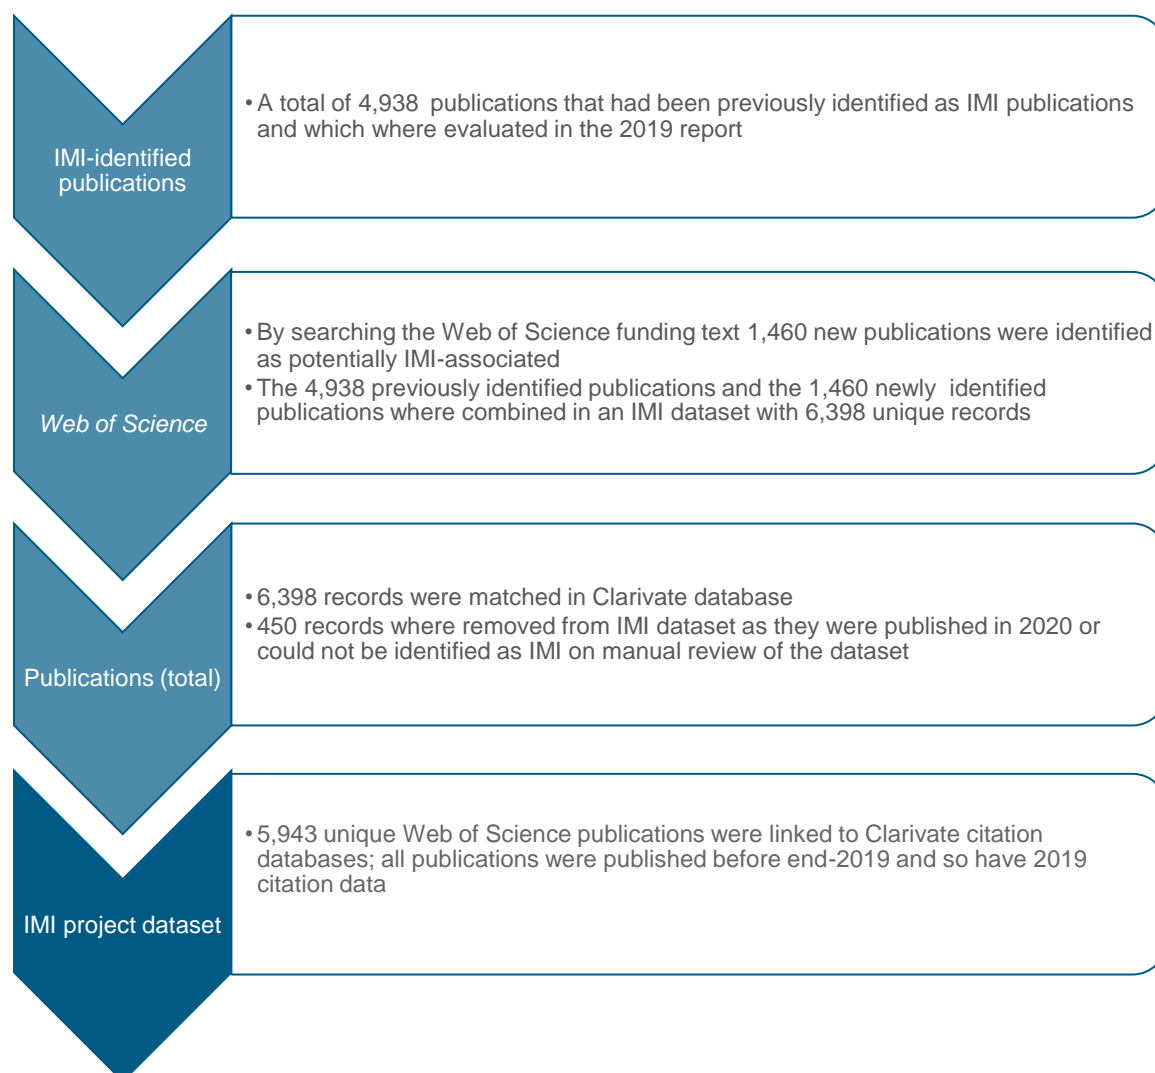 IMI-identified
publications
• A total of 4,938  publications that had been previously identified as IMI publications
and which where evaluated in the 2019 report
Web of Science
• By searching the Web of Science funding text 1,460 new publications were identified
as potentially IMI-associated
• The 4,938 previously identified publications and the 1,460 newly  identified
publications where combined in an IMI dataset with 6,398 unique records
Publications (total)
• 6,398 records were matched in Clarivate database
• 450 records where removed from IMI dataset as they were published in 2020 or
could not be identified as IMI on manual review of the dataset
IMI project dataset
• 5,943 unique Web of Science publications were linked to Clarivate citation
databases; all publications were published before end-2019 and so have 2019
citation data